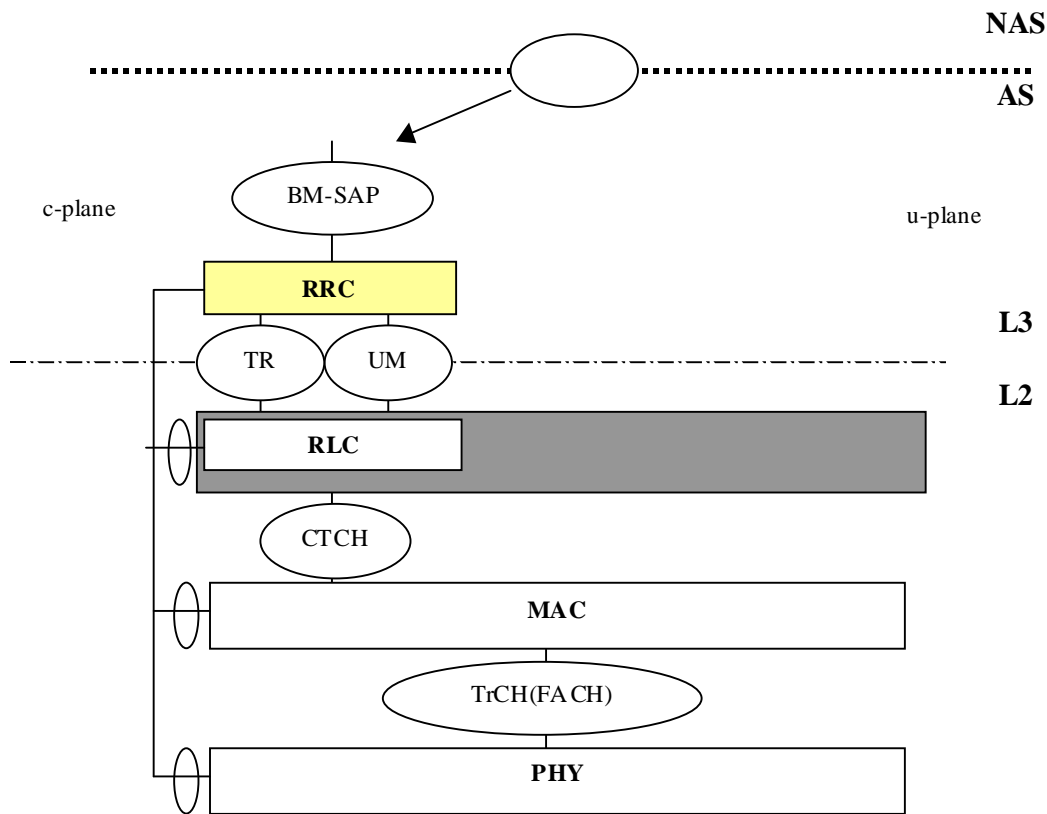 NAS
AS
BM-SAP
c-plane
u-plane
RRC
L3
TR
UM
L2
RLC
CTCH
MAC
TrCH(FACH)
PHY